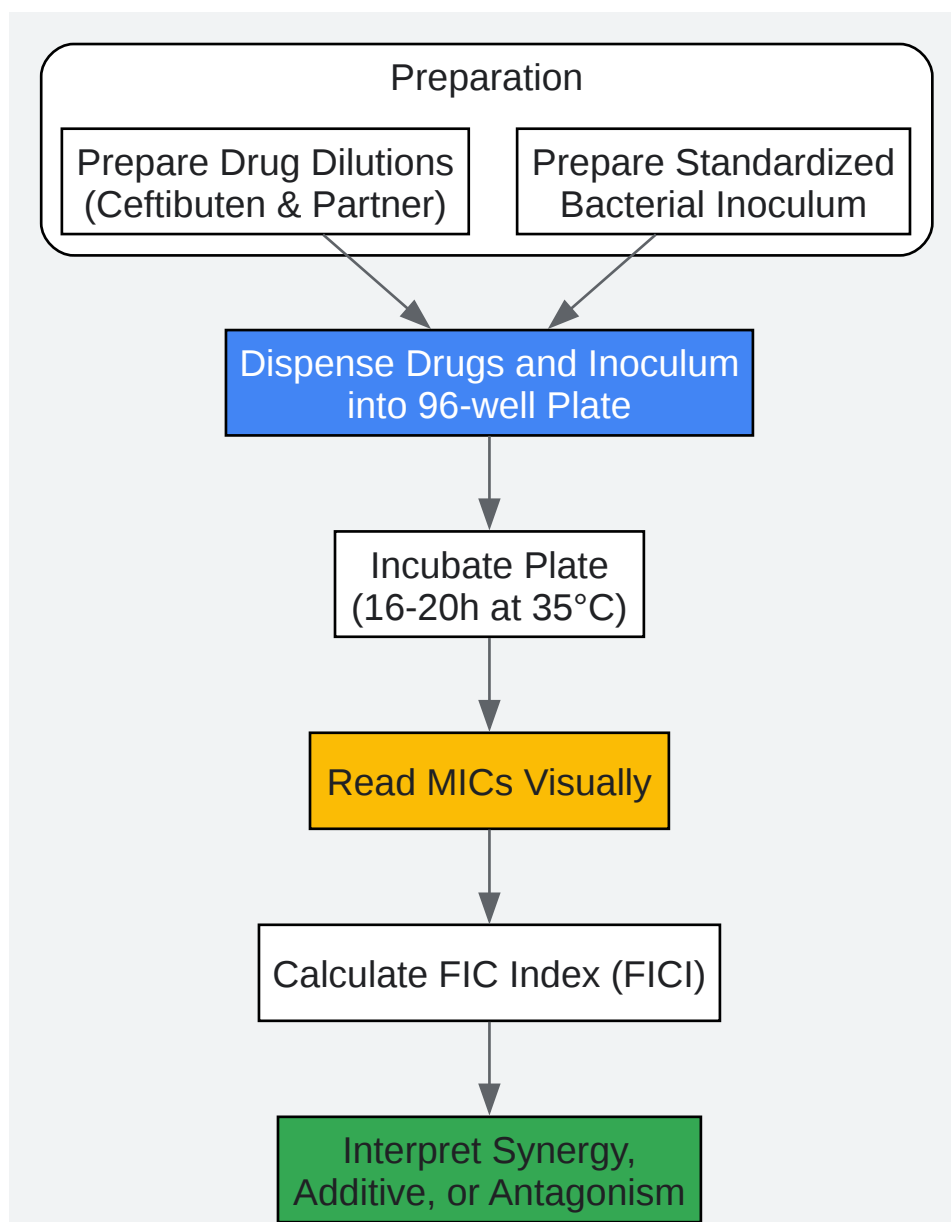 Preparation
Prepare Drug Dilutions
(Ceftibuten & Partner)
Prepare Standardized
Bacterial Inoculum
Dispense Drugs and Inoculum
into 96-well Plate
Incubate Plate
(16-20h at 35°C)
Read MICs Visually
Calculate FIC Index (FICI)
Interpret Synergy,
Additive, or Antagonism